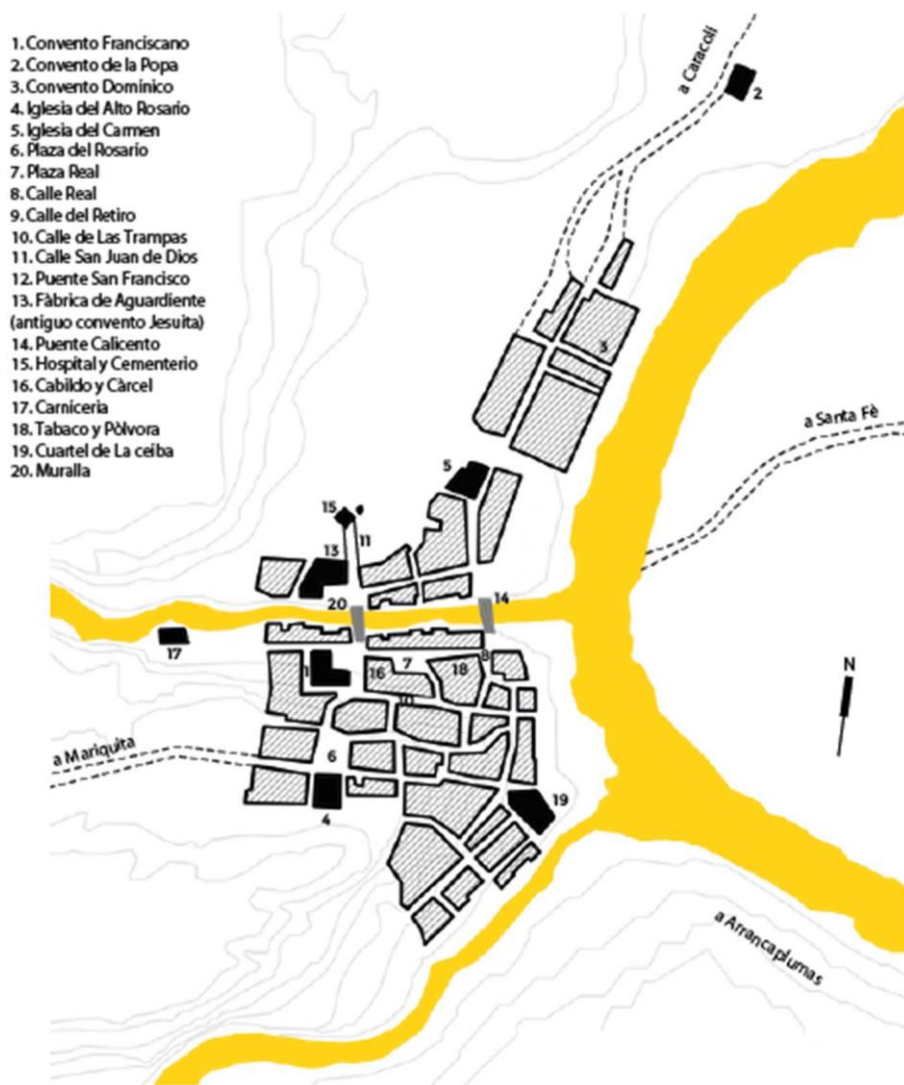 1. Convento Franciscano
2. Convento de la Popa
3. Convento Domínico
4. Iglesia del Alto Rosario
5. Iglesia del Carmen
6. Plaza del Rosario
7. Plaza Real
8. Calle Real
9. Calle del Retiro
10. Calle de Las Trampas
11. Calle San Juan de Dios
12. Puente San Francisco
13. Fàbrica de Aguardiente
(antiguo convento Jesuita)
14. Puente Calicento
15. Hospital y Cementerio
16. Cabildo y Càrcel
17. Carniceria
18. Tabaco y Pòlvora
19. Cuartel de La ceiba
20. Muralla
a Caracolí
2
3
a Santa Fè
5
15
11
13
20
14
17
1
16
7
18
8
10
N
a Mariquita
6
4
19
a Arrancaplumas